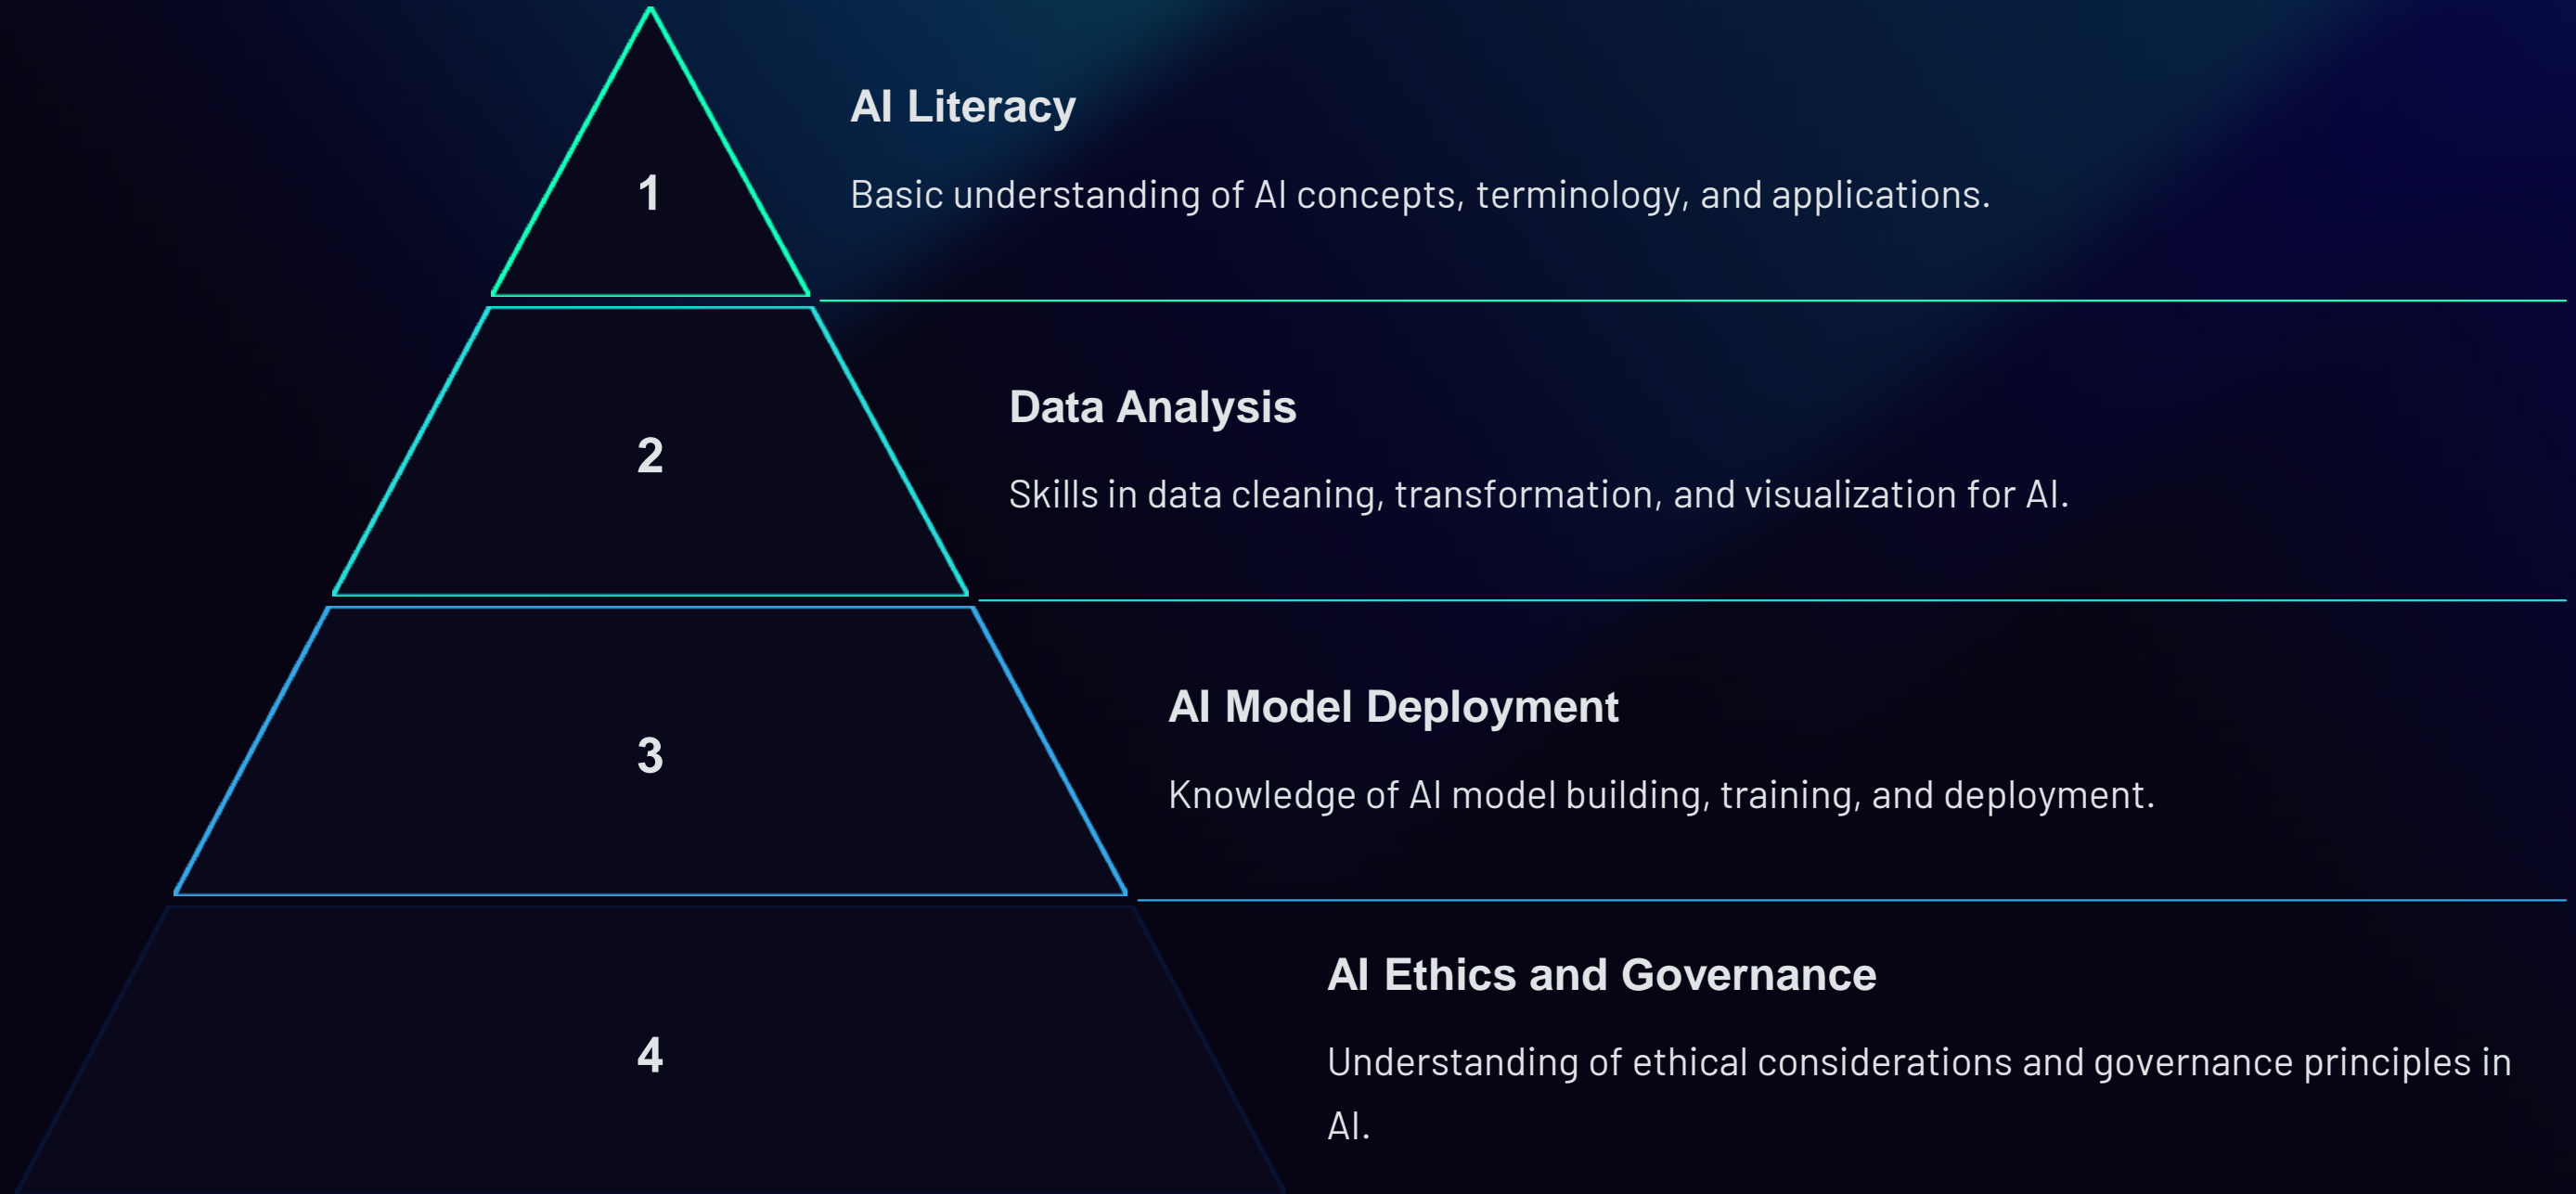 AI Literacy
1
Basic understanding of AI concepts, terminology, and applications.
Data Analysis
2
Skills in data cleaning, transformation, and visualization for AI.
AI Model Deployment
3
Knowledge of AI model building, training, and deployment.
AI Ethics and Governance
4
Understanding of ethical considerations and governance principles in
AI.